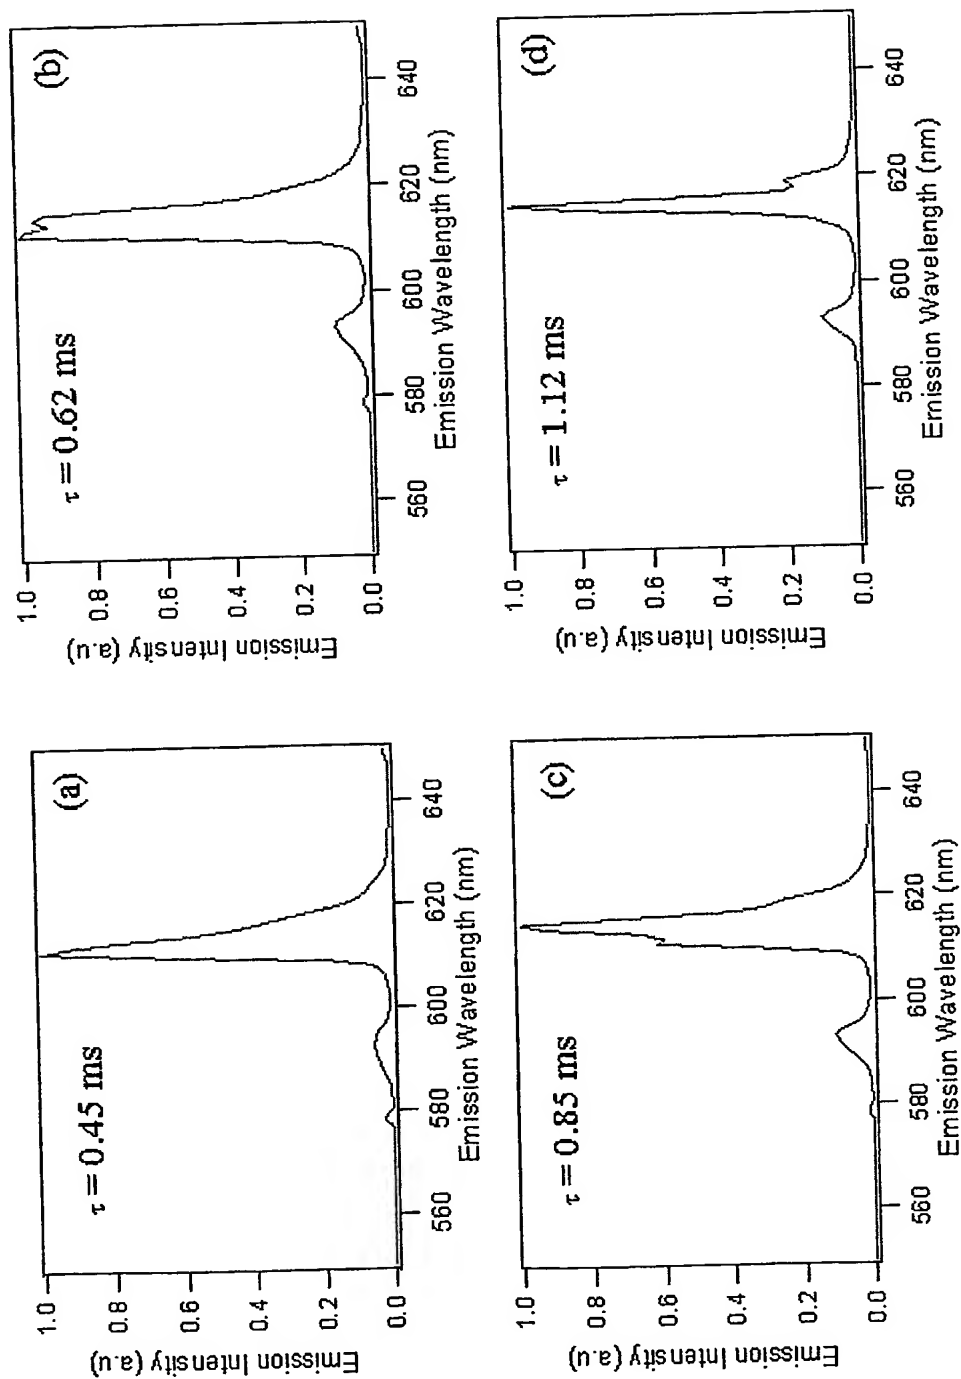 (a)
τ = 0.45 ms
1.0
0.8
0.6
0.4
0.2
0.0
Emission Intensity (a.u)
560 580 600 620 640
Emission Wavelength (nm)
(b)
τ = 0.62 ms
1.0
0.8
0.6
0.4
0.2
0.0
Emission Intensity (a.u)
560 580 600 620 640
Emission Wavelength (nm)
(c)
τ = 0.85 ms
1.0
0.8
0.6
0.4
0.2
0.0
Emission Intensity (a.u)
560 580 600 620 640
Emission Wavelength (nm)
(d)
τ = 1.12 ms
1.0
0.8
0.6
0.4
0.2
0.0
Emission Intensity (a.u)
560 580 600 620 640
Emission Wavelength (nm)